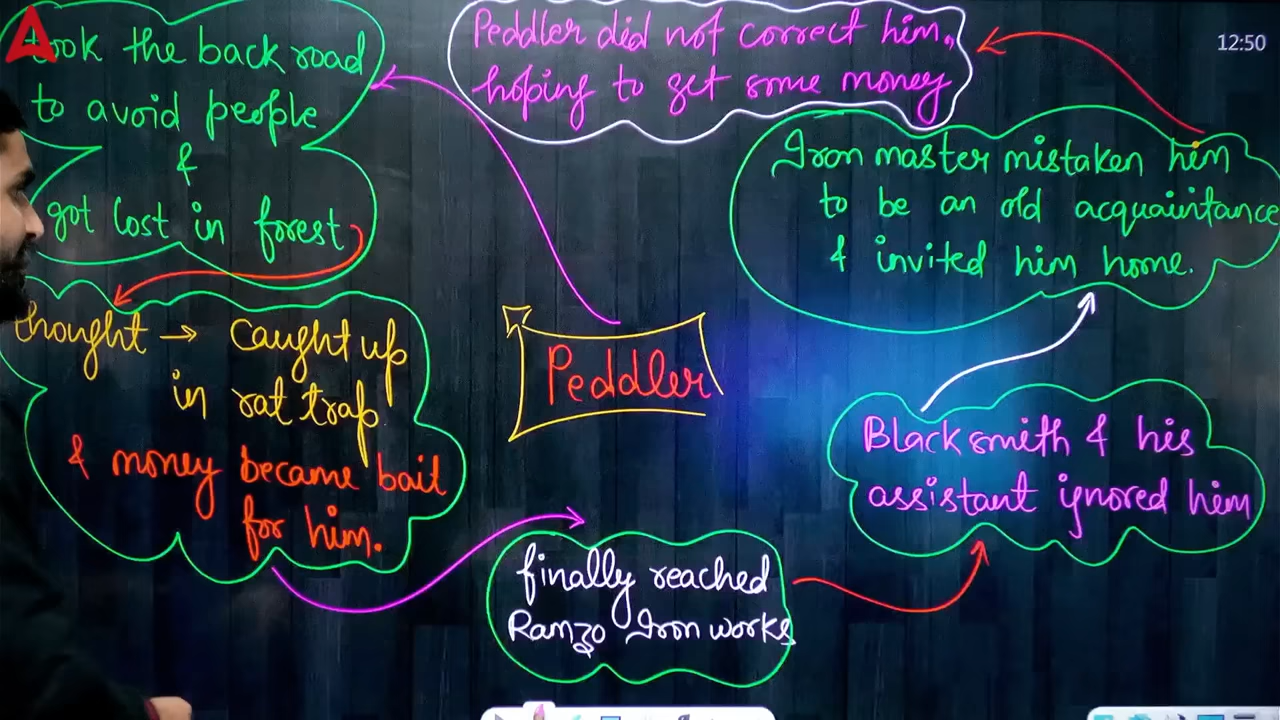 took the back road
to avoid people
&
got lost in forest
thought → Caught up
in rat trap
& money became bail
for him.
finally reached
Ramzo Iron works
Blacksmith & his
assistant ignored him
Iron master mistaken him
to be an old acquaintance
& invited him home.
Peddler did not correct him,
hoping to get some money
Peddler
12:50